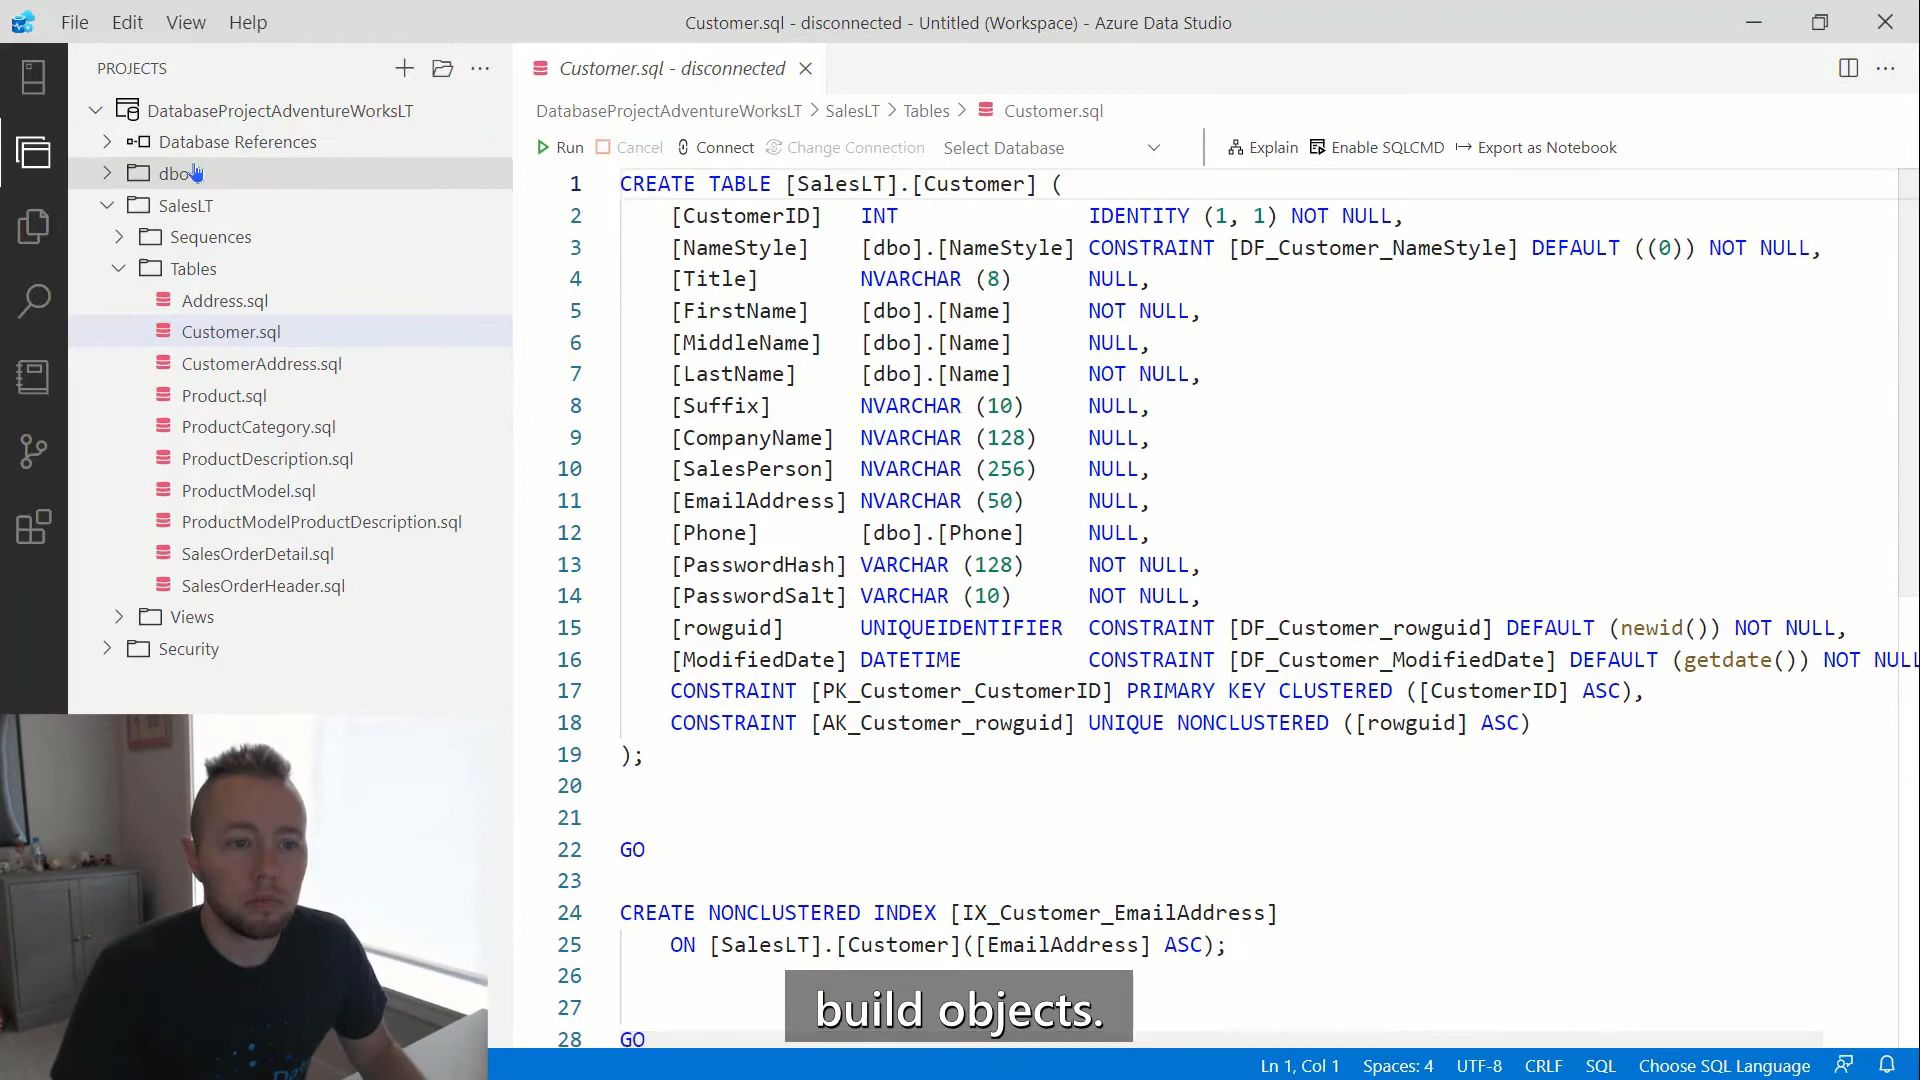 File Edit View Help
Customer.sql - disconnected - Untitled (Workspace) - Azure Data Studio
PROJECTS
DatabaseProjectAdventureWorksLT
Database References
dbo
SalesLT
Sequences
Tables
Address.sql
Customer.sql
CustomerAddress.sql
Product.sql
ProductCategory.sql
ProductDescription.sql
ProductModel.sql
ProductModelProductDescription.sql
SalesOrderDetail.sql
SalesOrderHeader.sql
Views
Security
Customer.sql - disconnected
DatabaseProjectAdventureWorksLT > SalesLT > Tables > Customer.sql
Run Cancel Connect Change Connection Select Database Explain Enable SQLCMD Export as Notebook
1 CREATE TABLE [SalesLT].[Customer] (
2 [CustomerID] INT IDENTITY (1, 1) NOT NULL,
3 [NameStyle] [dbo].[NameStyle] CONSTRAINT [DF_Customer_NameStyle] DEFAULT ((0)) NOT NULL,
4 [Title] NVARCHAR (8) NULL,
5 [FirstName] [dbo].[Name] NOT NULL,
6 [MiddleName] [dbo].[Name] NULL,
7 [LastName] [dbo].[Name] NOT NULL,
8 [Suffix] NVARCHAR (10) NULL,
9 [CompanyName] NVARCHAR (128) NULL,
10 [SalesPerson] NVARCHAR (256) NULL,
11 [EmailAddress] NVARCHAR (50) NULL,
12 [Phone] [dbo].[Phone] NULL,
13 [PasswordHash] VARCHAR (128) NOT NULL,
14 [PasswordSalt] VARCHAR (10) NOT NULL,
15 [rowguid] UNIQUEIDENTIFIER CONSTRAINT [DF_Customer_rowguid] DEFAULT (newid()) NOT NULL,
16 [ModifiedDate] DATETIME CONSTRAINT [DF_Customer_ModifiedDate] DEFAULT (getdate()) NOT NULL
17 CONSTRAINT [PK_Customer_CustomerID] PRIMARY KEY CLUSTERED ([CustomerID] ASC),
18 CONSTRAINT [AK_Customer_rowguid] UNIQUE NONCLUSTERED ([rowguid] ASC)
19 );
20
21
22 GO
23
24 CREATE NONCLUSTERED INDEX [IX_Customer_EmailAddress]
25 ON [SalesLT].[Customer]([EmailAddress] ASC);
26
27
28 GO
build objects.
Ln 1, Col 1 Spaces: 4 UTF-8 CRLF SQL Choose SQL Language